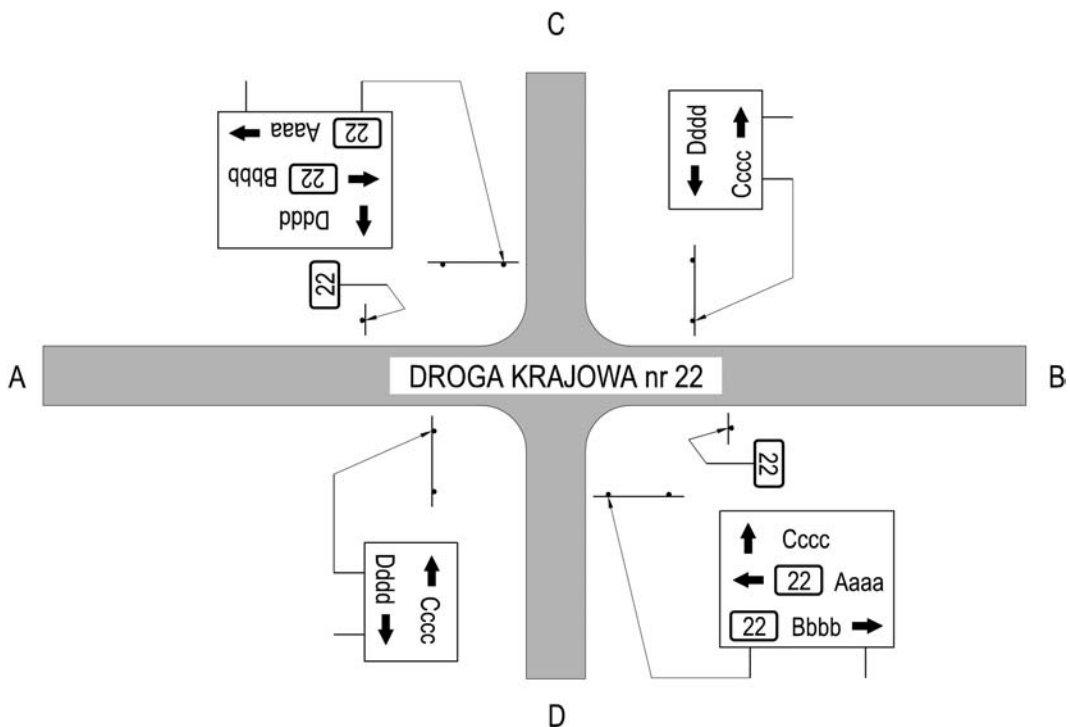 C
22 Aaaa
Bbbb 22
Dddd
Dddd
Cccc
22
A
DROGA KRAJOWA nr 22
B
22
Dddd
Cccc
Cccc
22 Aaaa
22 Bbbb
D